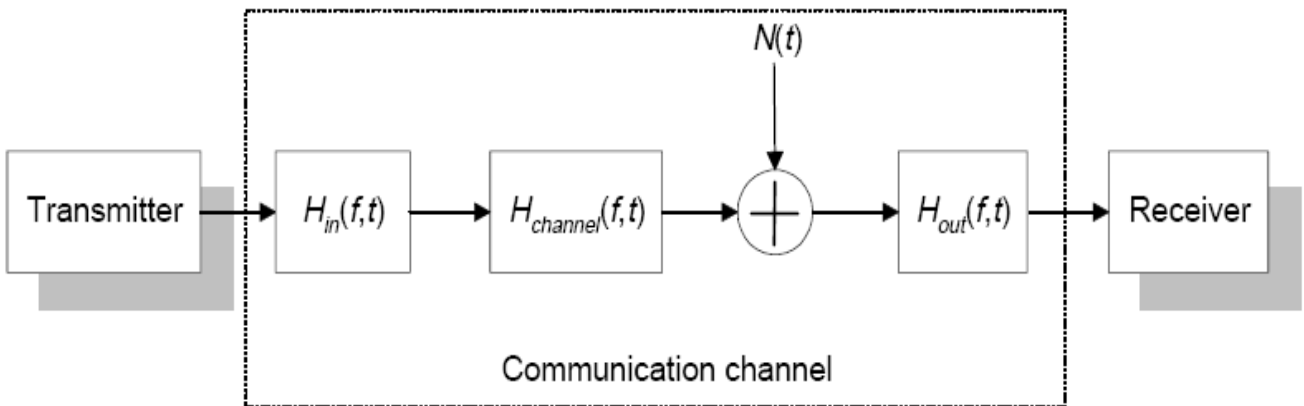 N(t)
Transmitter
H_in(f,t)
H_channel(f,t)
H_out(f,t)
Receiver
Communication channel